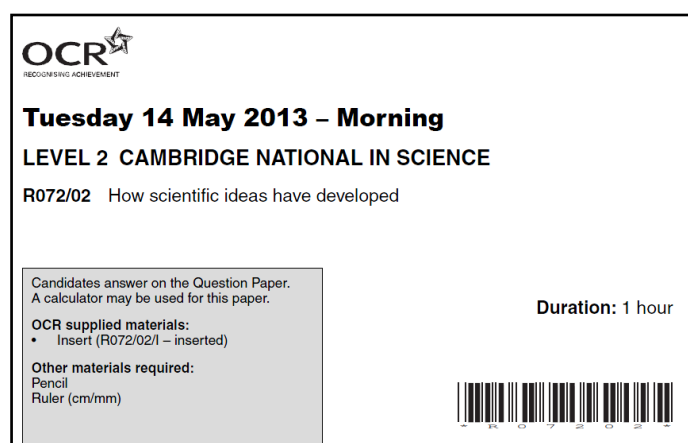 OCR
RECOGNISING ACHIEVEMENT
Tuesday 14 May 2013 – Morning
LEVEL 2 CAMBRIDGE NATIONAL IN SCIENCE
R072/02 How scientific ideas have developed
Candidates answer on the Question Paper.
A calculator may be used for this paper.
OCR supplied materials:
• Insert (R072/02/I – inserted)
Other materials required:
Pencil
Ruler (cm/mm)
Duration: 1 hour
* R 0 7 2 0 2 *